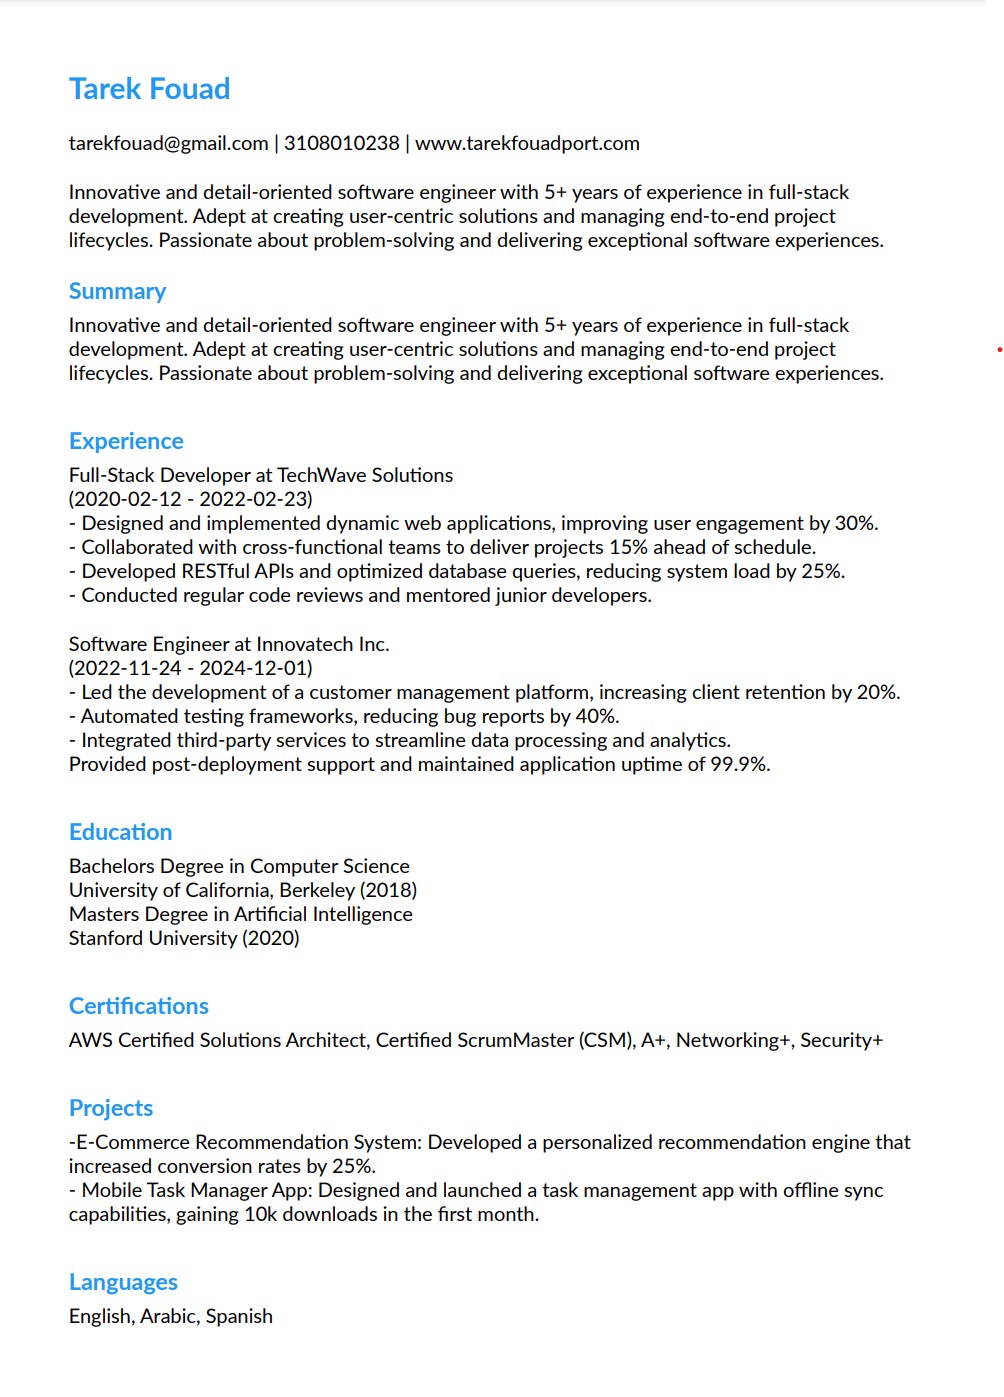 Tarek Fouad
tarekfouad@gmail.com | 3108010238 | www.tarekfouadport.com
Innovative and detail-oriented software engineer with 5+ years of experience in full-stack
development. Adept at creating user-centric solutions and managing end-to-end project
lifecycles. Passionate about problem-solving and delivering exceptional software experiences.
Summary
Innovative and detail-oriented software engineer with 5+ years of experience in full-stack
development. Adept at creating user-centric solutions and managing end-to-end project
lifecycles. Passionate about problem-solving and delivering exceptional software experiences.
Experience
Full-Stack Developer at TechWave Solutions
(2020-02-12 - 2022-02-23)
- Designed and implemented dynamic web applications, improving user engagement by 30%.
- Collaborated with cross-functional teams to deliver projects 15% ahead of schedule.
- Developed RESTful APIs and optimized database queries, reducing system load by 25%.
- Conducted regular code reviews and mentored junior developers.
Software Engineer at Innovatech Inc.
(2022-11-24 - 2024-12-01)
- Led the development of a customer management platform, increasing client retention by 20%.
- Automated testing frameworks, reducing bug reports by 40%.
- Integrated third-party services to streamline data processing and analytics.
Provided post-deployment support and maintained application uptime of 99.9%.
Education
Bachelors Degree in Computer Science
University of California, Berkeley (2018)
Masters Degree in Artificial Intelligence
Stanford University (2020)
Certifications
AWS Certified Solutions Architect, Certified ScrumMaster (CSM), A+, Networking+, Security+
Projects
-E-Commerce Recommendation System: Developed a personalized recommendation engine that
increased conversion rates by 25%.
- Mobile Task Manager App: Designed and launched a task management app with offline sync
capabilities, gaining 10k downloads in the first month.
Languages
English, Arabic, Spanish